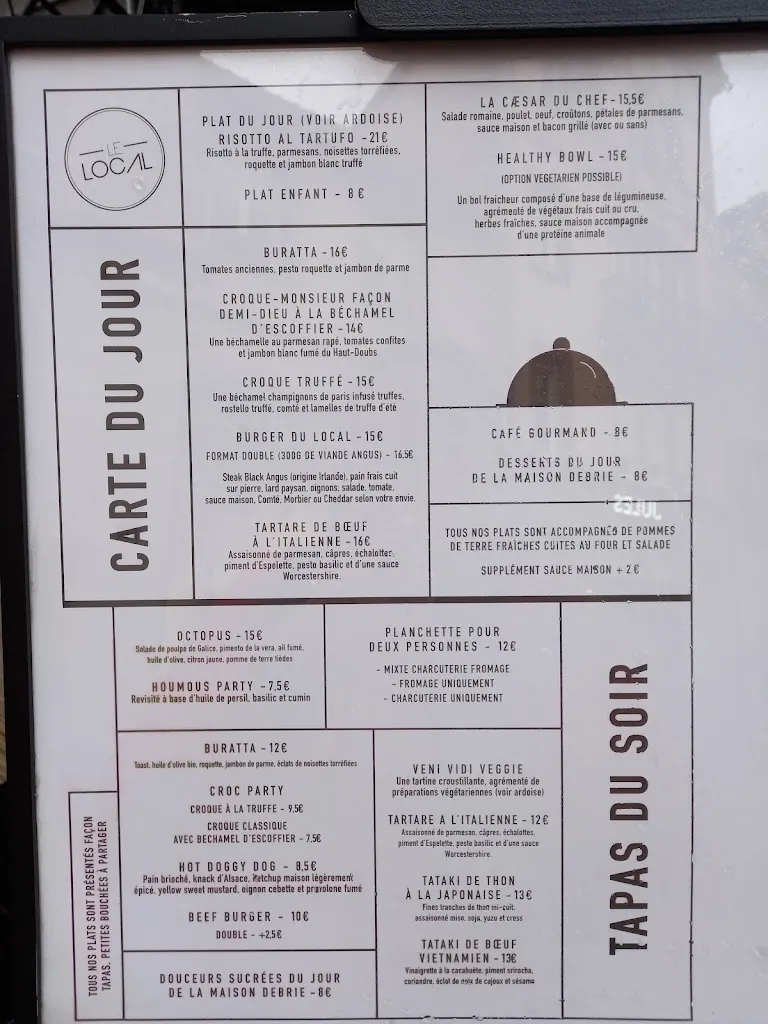 LE
LOCAL
PLAT DU JOUR (VOIR ARDOISE)
RISOTTO AL TARTUFO - 21€
Risotto à la truffe, parmesans, noisettes torréfiées,
roquette et jambon blanc truffé
PLAT ENFANT - 8 €
LA CÆSAR DU CHEF - 15,5€
Salade romaine, poulet, oeuf, croûtons, pétales de parmesans,
sauce maison et bacon grillé (avec ou sans)
HEALTHY BOWL - 15€
(OPTION VEGETARIEN POSSIBLE)
Un bol fraicheur composé d'une base de légumineuse,
agrémenté de végétaux frais cuit ou cru,
herbes fraîches, sauce maison accompagnée
d'une protéine animale
CARTE DU JOUR
BURATTA - 16€
Tomates anciennes, pesto roquette et jambon de parme
CROQUE-MONSIEUR FAÇON
DEMI-DIEU À LA BÉCHAMEL
D'ESCOFFIER - 14€
Une béchamelle au parmesan rapé, tomates confites
et jambon blanc fumé du Haut-Doubs
CROQUE TRUFFÉ - 15€
Une béchamel champignons de paris infusé truffes,
rostello truffé, comté et lamelles de truffe d'été
BURGER DU LOCAL - 15€
FORMAT DOUBLE (300G DE VIANDE ANGUS) - 16,5€
Steak Black Angus (origine Irlande), pain frais cuit
sur pierre, lard paysan, oignons, salade, tomate,
sauce maison, Comté, Morbier ou Cheddar selon votre envie.
TARTARE DE BŒUF
À L'ITALIENNE - 16€
Assaisonné de parmesan, câpres, échalotter,
piment d'Espelette, pesto basilic et d'une sauce
Worcestershire.
CAFÉ GOURMAND - 8€
DESSERTS DU JOUR
DE LA MAISON DEBRIE - 8€
JULES
TOUS NOS PLATS SONT ACCOMPAGNÉS DE POMMES
DE TERRE FRAÎCHES CUITES AU FOUR ET SALADE
SUPPLÉMENT SAUCE MAISON + 2 €
OCTOPUS - 15€
Salade de poulpe de Galice, pimento de la vera, ail fumé,
huile d'olive, citron jaune, pomme de terre tièdes
HOUMOUS PARTY - 7,5€
Revisité à base d'huile de persil, basilic et cumin
PLANCHETTE POUR
DEUX PERSONNES - 12€
- MIXTE CHARCUTERIE FROMAGE
- FROMAGE UNIQUEMENT
- CHARCUTERIE UNIQUEMENT
TAPAS DU SOIR
TOUS NOS PLATS SONT PRÉSENTÉS FAÇON
TAPAS, PETITES BOUCHÉES À PARTAGER
BURATTA - 12€
Toast, huile d'olive bio, roquette, jambon de parme, éclats de noisettes torréfiées
CROC PARTY
CROQUE À LA TRUFFE - 9,5€
CROQUE CLASSIQUE
AVEC BECHAMEL D'ESCOFFIER - 7,5€
HOT DOGGY DOG - 8,5€
Pain brioché, knack d'Alsace, Ketchup maison légèrement
épicé, yellow sweet mustard, oignon cebette et provolone fumé
BEEF BURGER - 10€
DOUBLE - +2,5€
DOUCEURS SUCRÉES DU JOUR
DE LA MAISON DEBRIE - 8€
VENI VIDI VEGGIE
Une tartine croustillante, agrémenté de
préparations végétariennes (voir ardoise)
TARTARE A L'ITALIENNE - 12€
Assaisonné de parmesan, câpres, échalottes,
piment d'Espelette, pesto basilic et d'une sauce
Worcestershire.
TATAKI DE THON
À LA JAPONAISE - 13€
Fines tranches de thon mi-cuit,
assaisonné miso, soja, yuzu et cress
TATAKI DE BŒUF
VIETNAMIEN - 13€
Vinaigrette à la cacahuète, piment sriracha,
coriandre, éclat de noix de cajoux et sésamo